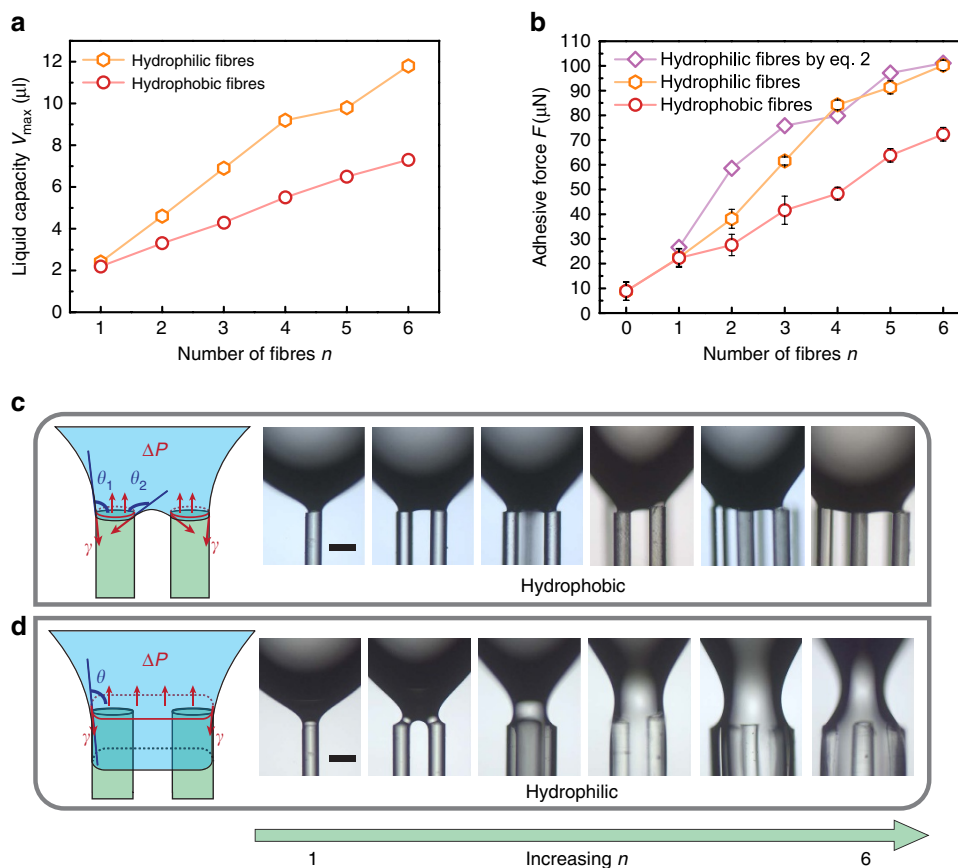 a
Hydrophilic fibres
Hydrophobic fibres
Liquid capacity Vmax (µl)
12
10
8
6
4
2
0
1 2 3 4 5 6
Number of fibres n
b
Hydrophilic fibres by eq. 2
Hydrophilic fibres
Hydrophobic fibres
Adhesive force F (µN)
110
100
90
80
70
60
50
40
30
20
10
0
0 1 2 3 4 5 6
Number of fibres n
c
ΔP
θ1 θ2
γ γ
Hydrophobic
d
ΔP
θ
γ γ
Hydrophilic
1 Increasing n 6